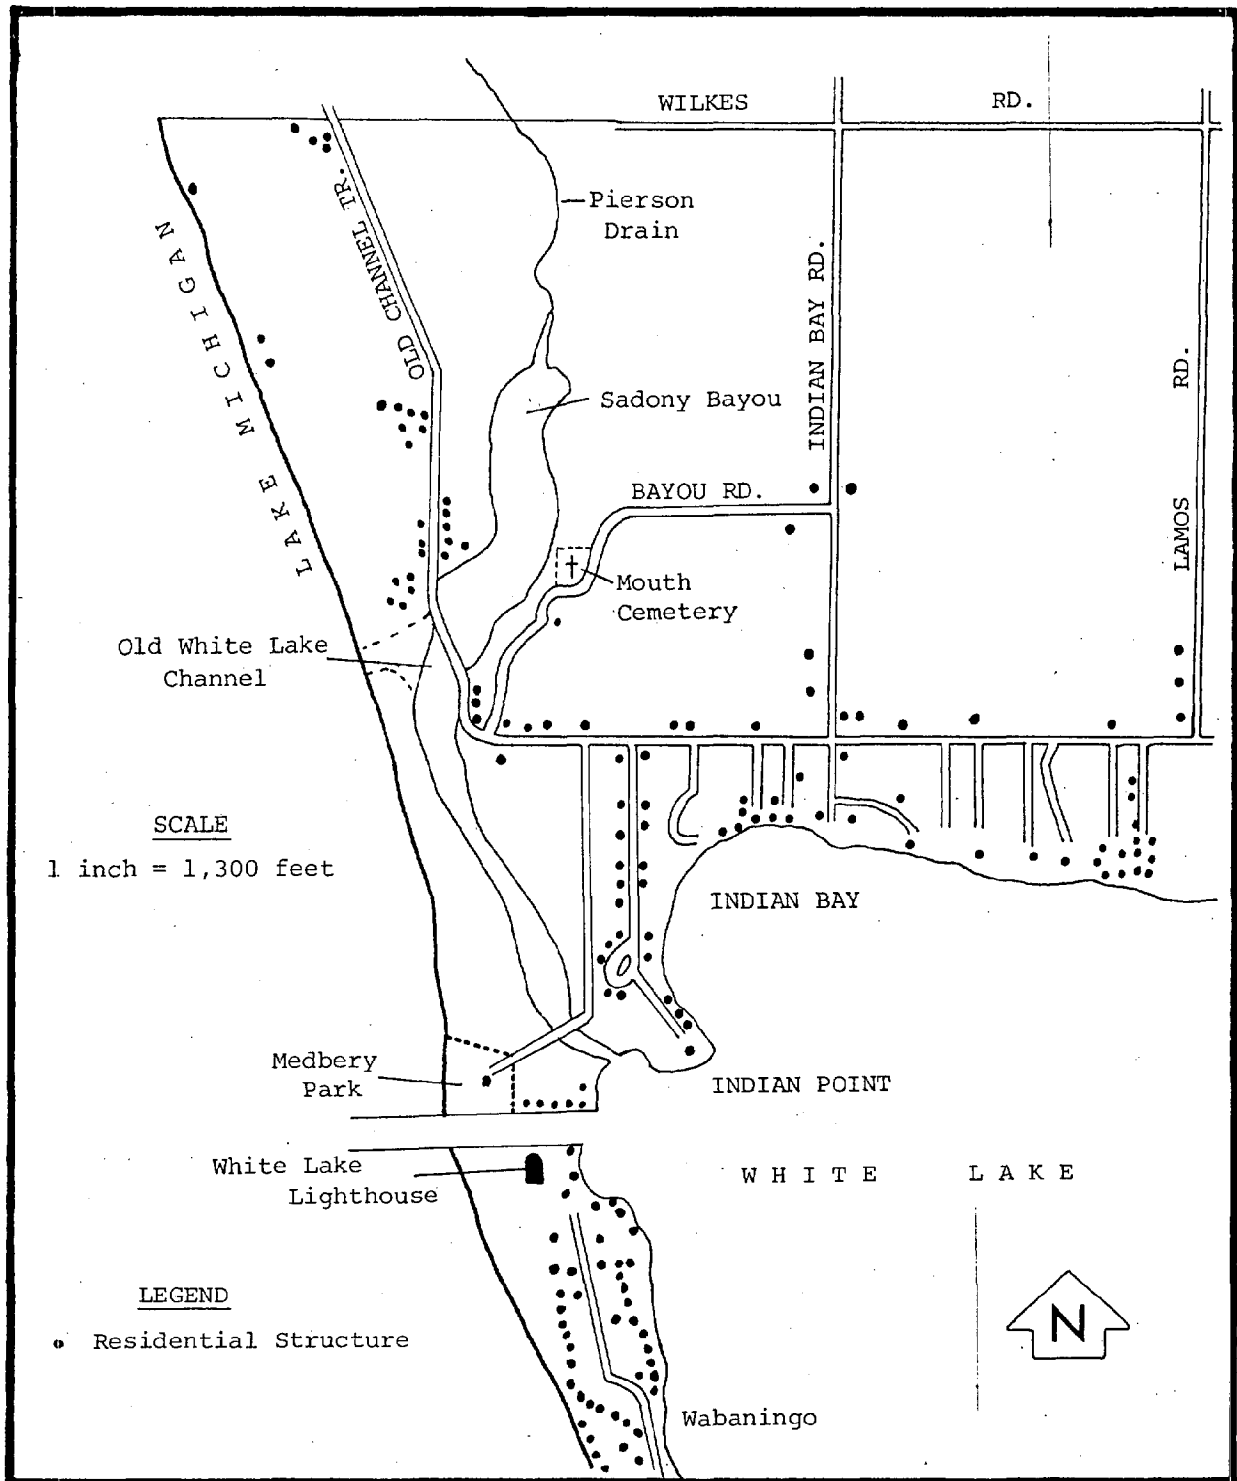 WILKES RD.
Pierson
Drain
OLD CHANNEL TR.
INDIAN BAY RD.
LAKE MICHIGAN
LAMOS RD.
Sadony Bayou
BAYOU RD.
Mouth
Cemetery
Old White Lake
Channel
SCALE
1 inch = 1,300 feet
INDIAN BAY
Medbery
Park
INDIAN POINT
White Lake
Lighthouse
WHITE LAKE
LEGEND
Residential Structure
N
Wabaningo